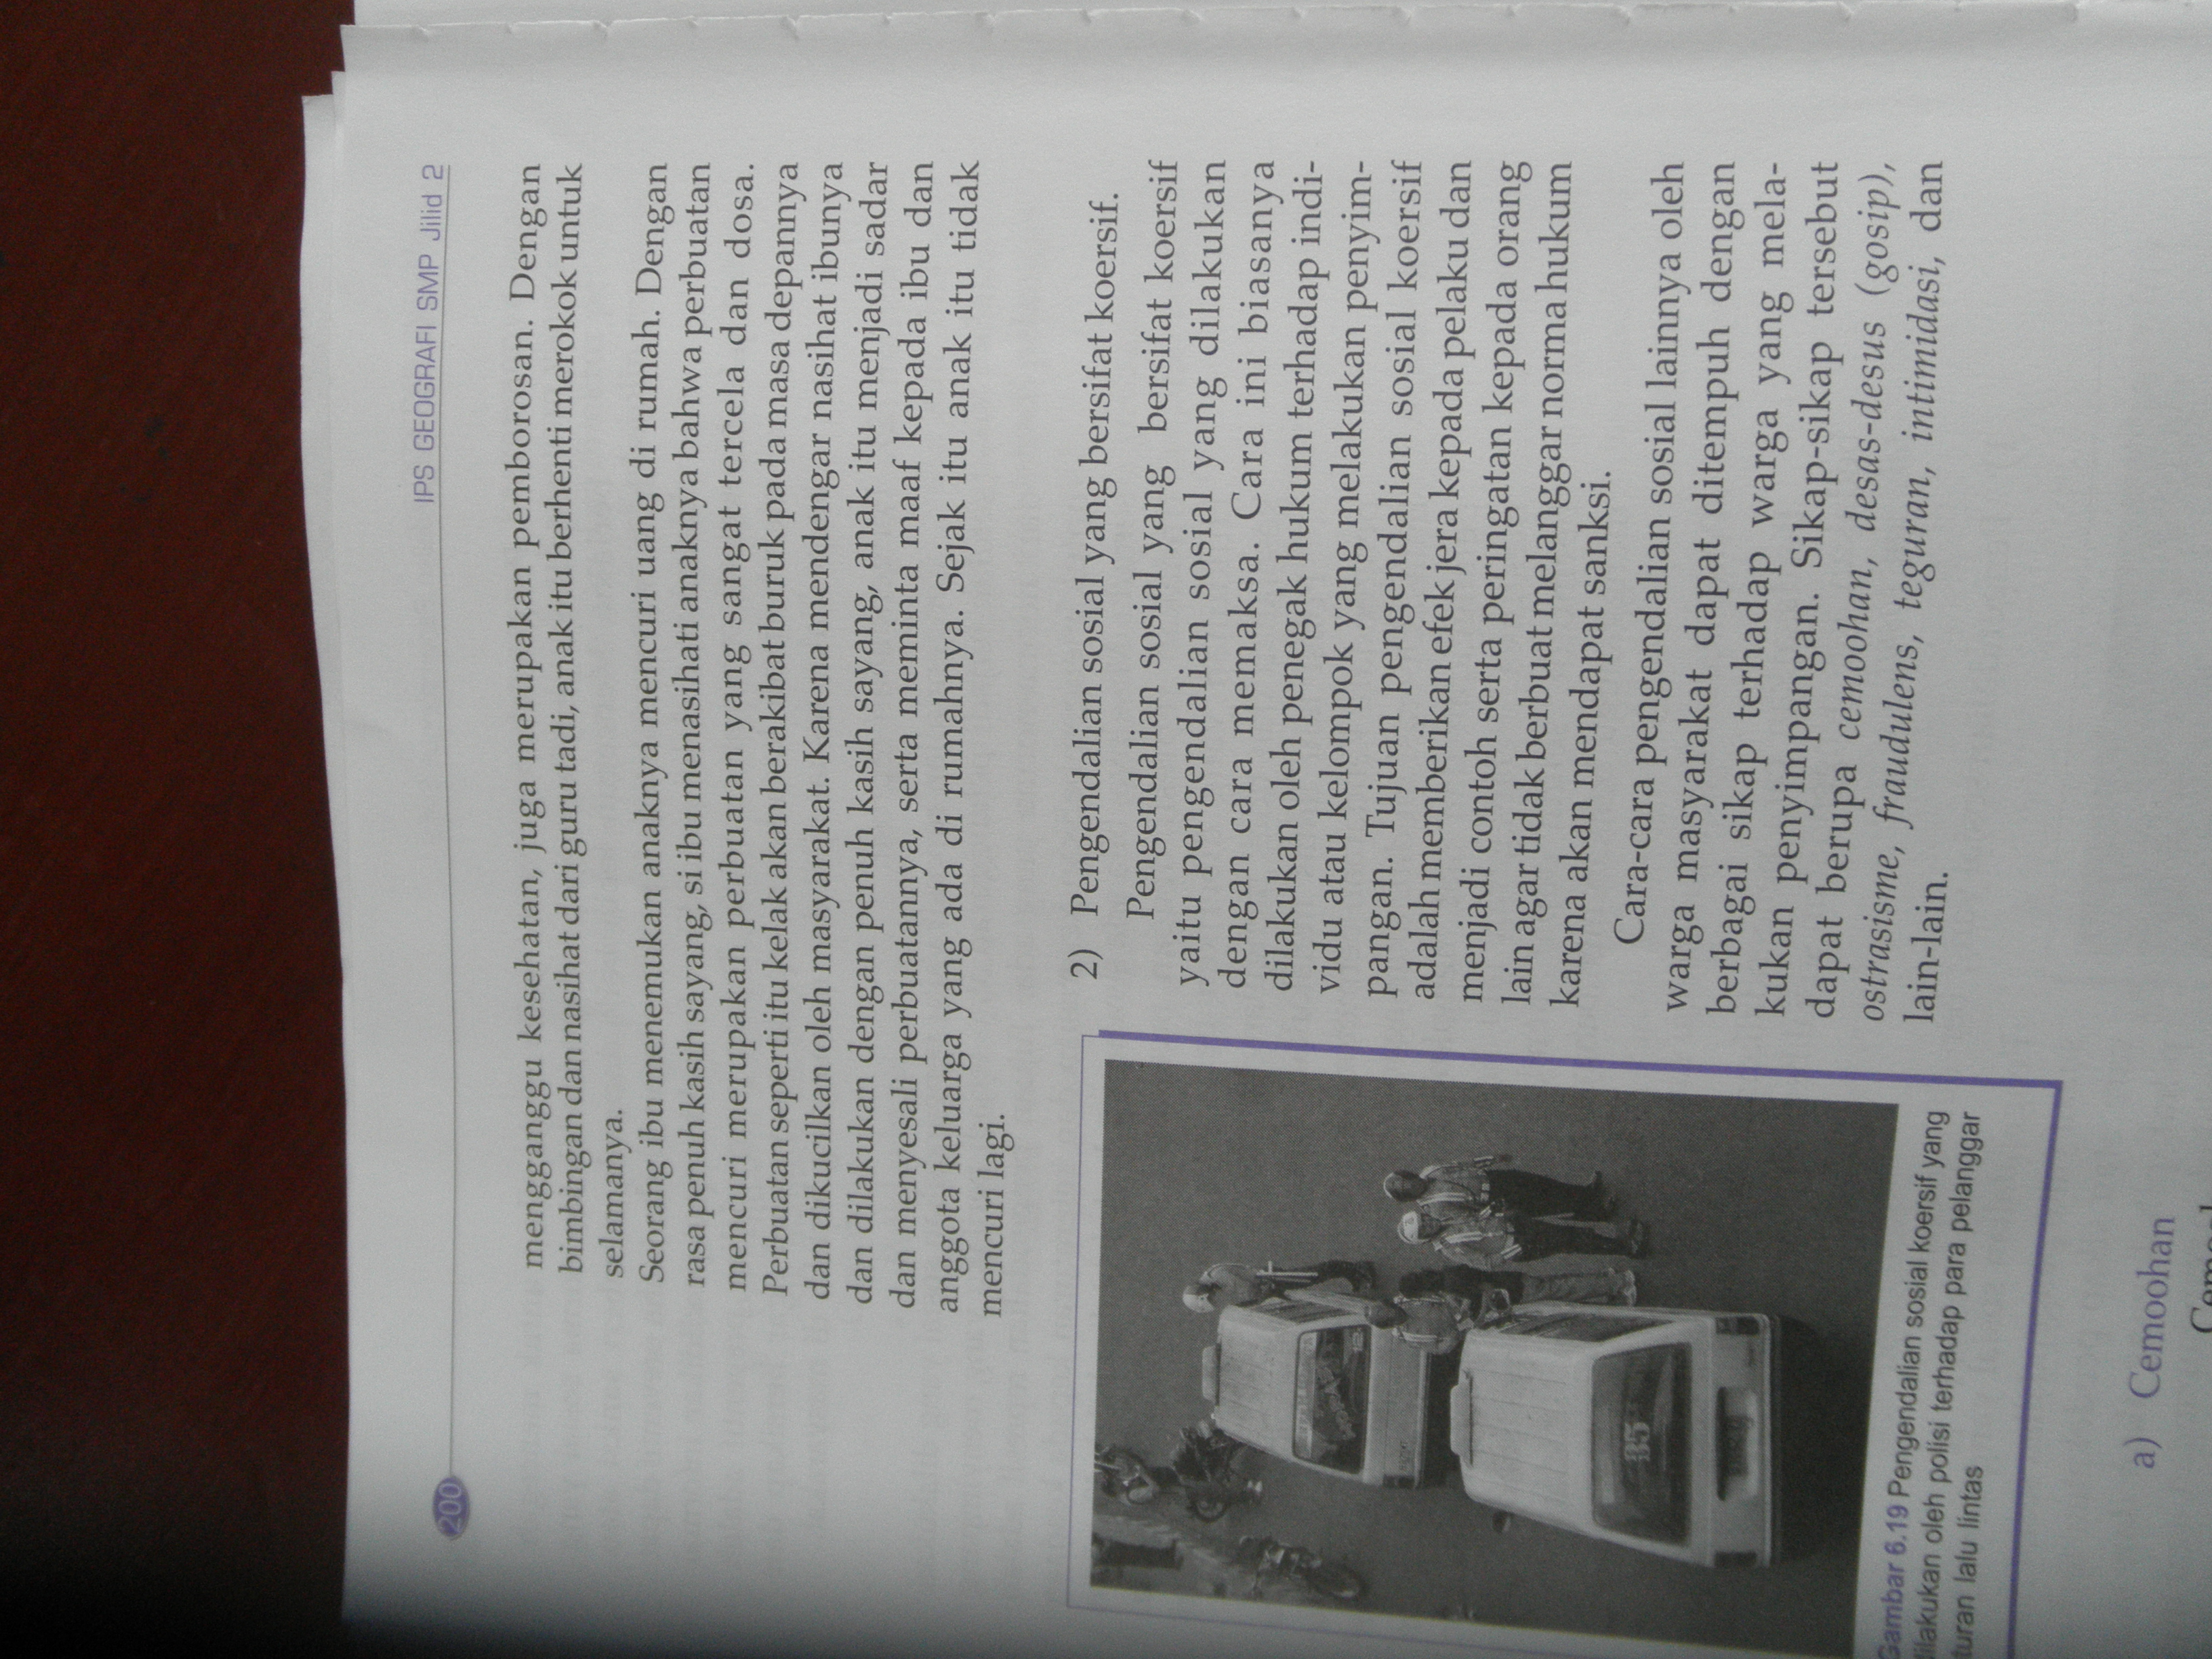 200
IPS GEOGRAFI SMP Jilid 2
mengganggu kesehatan, juga merupakan pemborosan. Dengan
bimbingan dan nasihat dari guru tadi, anak itu berhenti merokok untuk
selamanya.
Seorang ibu menemukan anaknya mencuri uang di rumah. Dengan
rasa penuh kasih sayang, si ibu menasihati anaknya bahwa perbuatan
mencuri merupakan perbuatan yang sangat tercela dan dosa.
Perbuatan seperti itu kelak akan berakibat buruk pada masa depannya
dan dikucilkan oleh masyarakat. Karena mendengar nasihat ibunya
dan dilakukan dengan penuh kasih sayang, anak itu menjadi sadar
dan menyesali perbuatannya, serta meminta maaf kepada ibu dan
anggota keluarga yang ada di rumahnya. Sejak itu anak itu tidak
mencuri lagi.
2) Pengendalian sosial yang bersifat koersif.
Pengendalian sosial yang bersifat koersif
yaitu pengendalian sosial yang dilakukan
dengan cara memaksa. Cara ini biasanya
dilakukan oleh penegak hukum terhadap indi-
vidu atau kelompok yang melakukan penyim-
pangan. Tujuan pengendalian sosial koersif
adalah memberikan efek jera kepada pelaku dan
menjadi contoh serta peringatan kepada orang
lain agar tidak berbuat melanggar norma hukum
karena akan mendapat sanksi.
Cara-cara pengendalian sosial lainnya oleh
warga masyarakat dapat ditempuh dengan
berbagai sikap terhadap warga yang mela-
kukan penyimpangan. Sikap-sikap tersebut
dapat berupa cemoohan, desas-desus (gosip),
ostrasisme, fraudulens, teguran, intimidasi, dan
lain-lain.
Gambar 6.19 Pengendalian sosial koersif yang
dilakukan oleh polisi terhadap para pelanggar
turan lalu lintas
a) Cemoohan